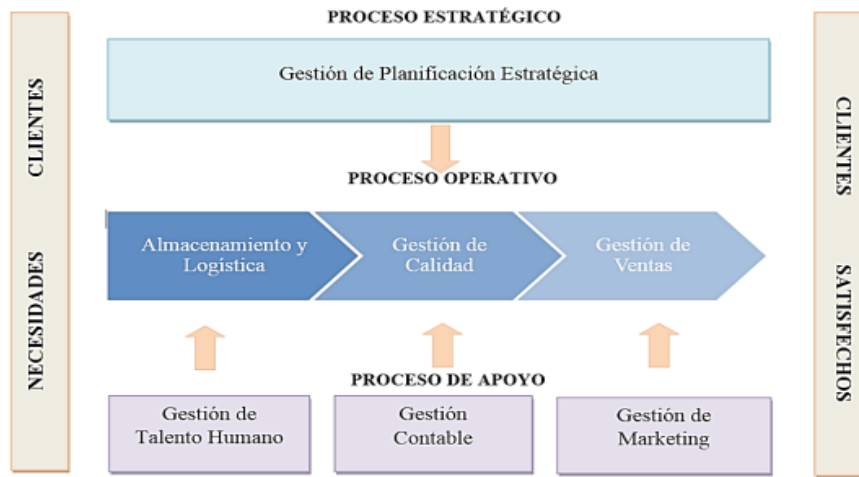 PROCESO ESTRATÉGICO
Gestión de Planificación Estratégica
NECESIDADES CLIENTES
PROCESO OPERATIVO
Almacenamiento y
Logística
Gestión de
Calidad
Gestión de
Ventas
PROCESO DE APOYO
Gestión de
Talento Humano
Gestión
Contable
Gestión de
Marketing
CLIENTES SATISFECHOS